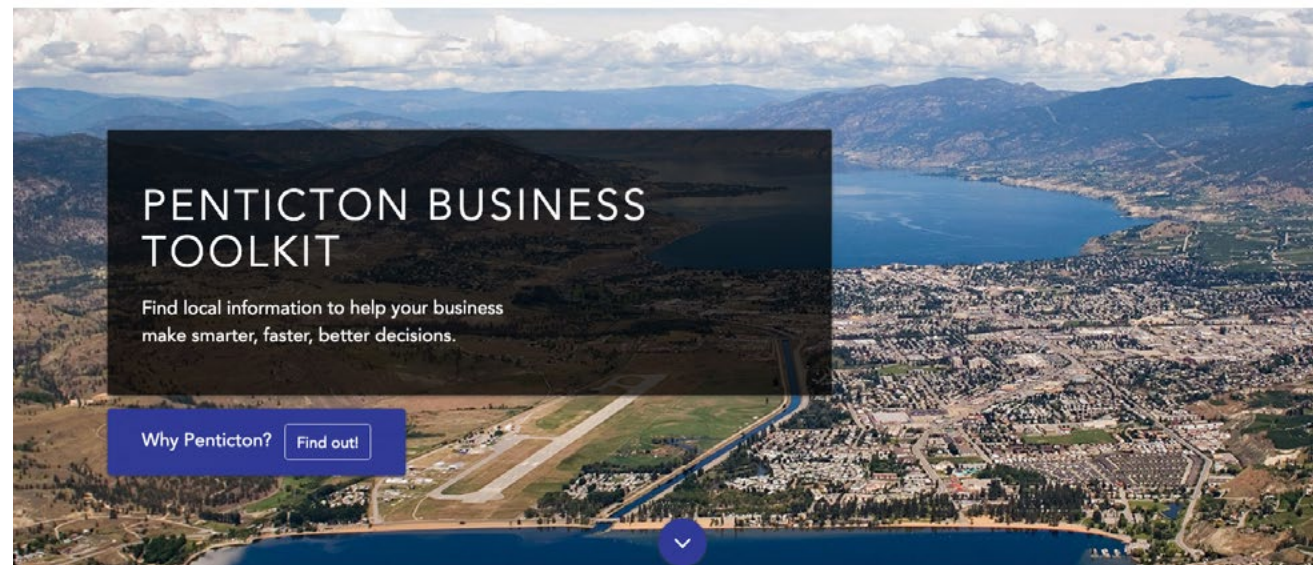 PENTICTON BUSINESS
TOOLKIT
Find local information to help your business
make smarter, faster, better decisions.
Why Penticton? Find out!